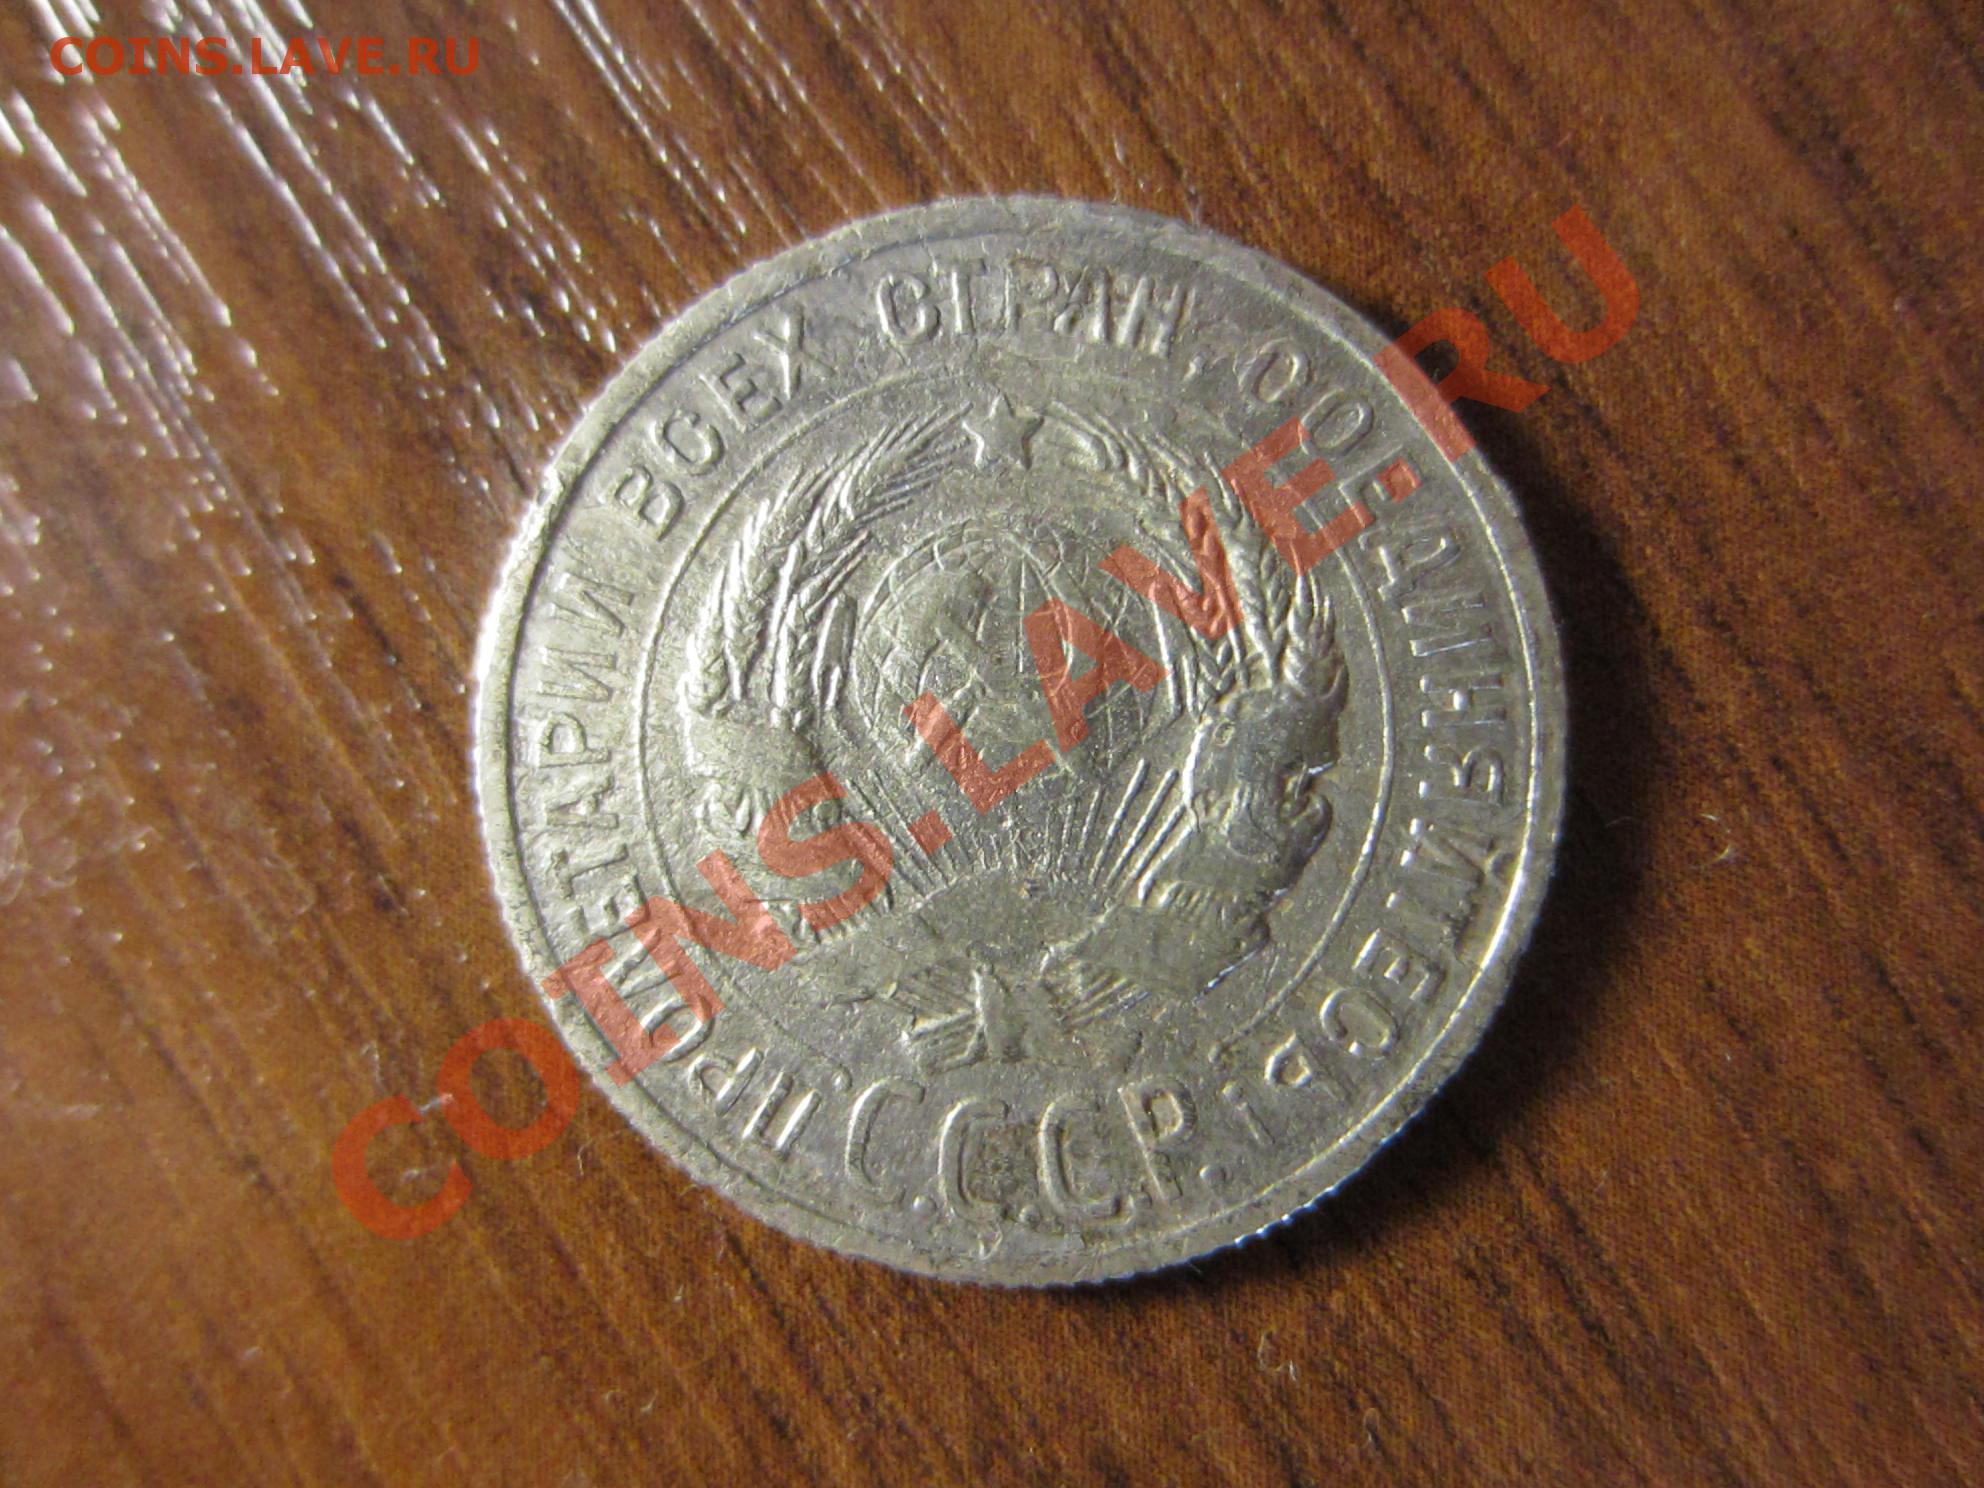 COINS.LAVE.RU
ПРОЛЕТАРИИ ВСЕХ СТРАН, СОЕДИНЯЙТЕСЬ!
С.С.С.Р.
COINS.LAVE.RU